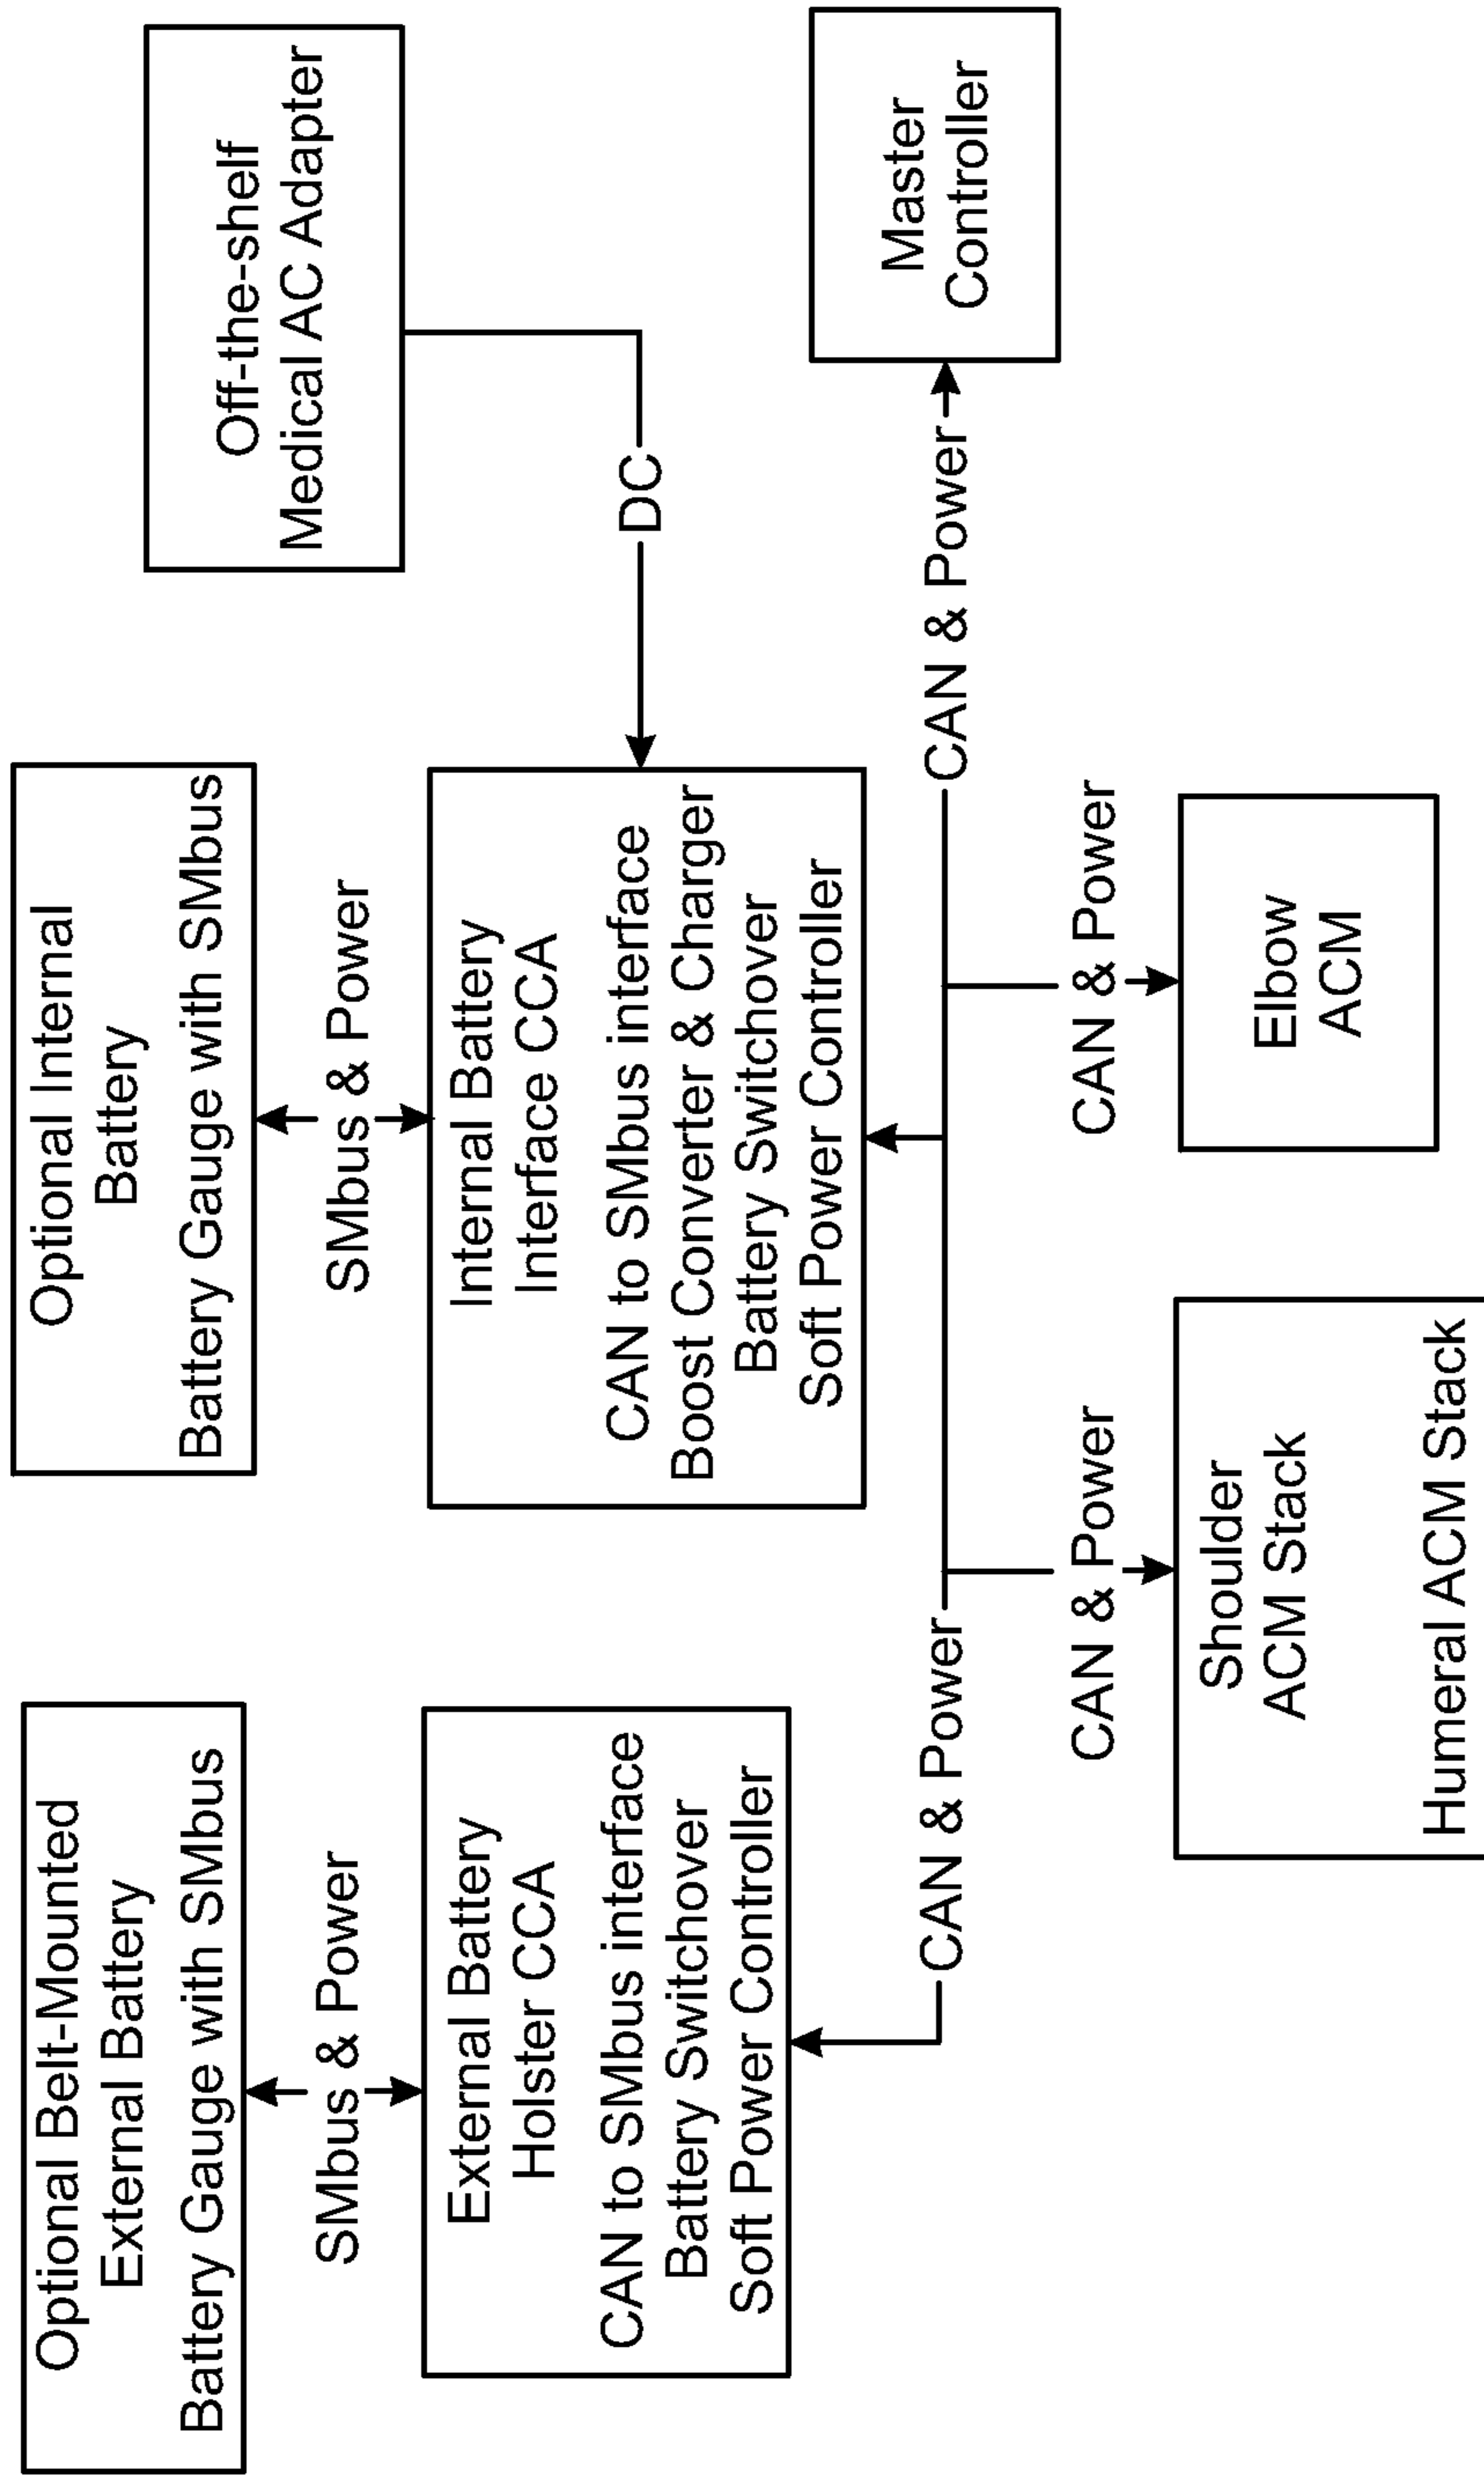 Optional Belt-Mounted
External Battery
Battery Gauge with SMbus
SMbus & Power
External Battery
Holster CCA
CAN to SMbus interface
Battery Switchover
Soft Power Controller
Optional Internal
Battery
Battery Gauge with SMbus
SMbus & Power
Internal Battery
Interface CCA
CAN to SMbus interface
Boost Converter & Charger
Battery Switchover
Soft Power Controller
Off-the-shelf
Medical AC Adapter
DC
CAN & Power
CAN & Power
Master
Controller
CAN & Power
CAN & Power
Shoulder
ACM Stack
Humeral ACM Stack
Elbow
ACM